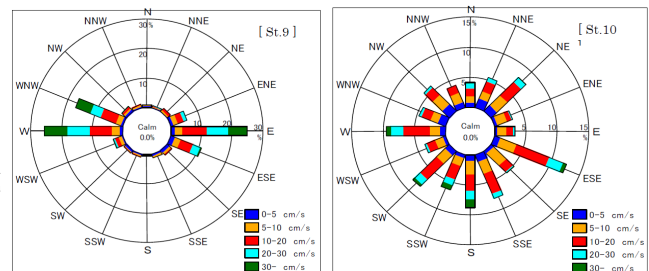 N
NNW
NNE
NW
NE
WNW
ENE
W
E
WSW
ESE
SW
SE
SSW
SSE
S
30%
20
10
10
20
30
%
Calm
0.0%
[ St.9 ]
0-5 cm/s
5-10 cm/s
10-20 cm/s
20-30 cm/s
30- cm/s
N
NNW
NNE
NW
NE
WNW
ENE
W
E
WSW
ESE
SW
SE
SSW
SSE
S
15%
10
5
5
10
15
%
Calm
0.0%
[ St.10
]
0-5 cm/s
5-10 cm/s
10-20 cm/s
20-30 cm/s
30- cm/s